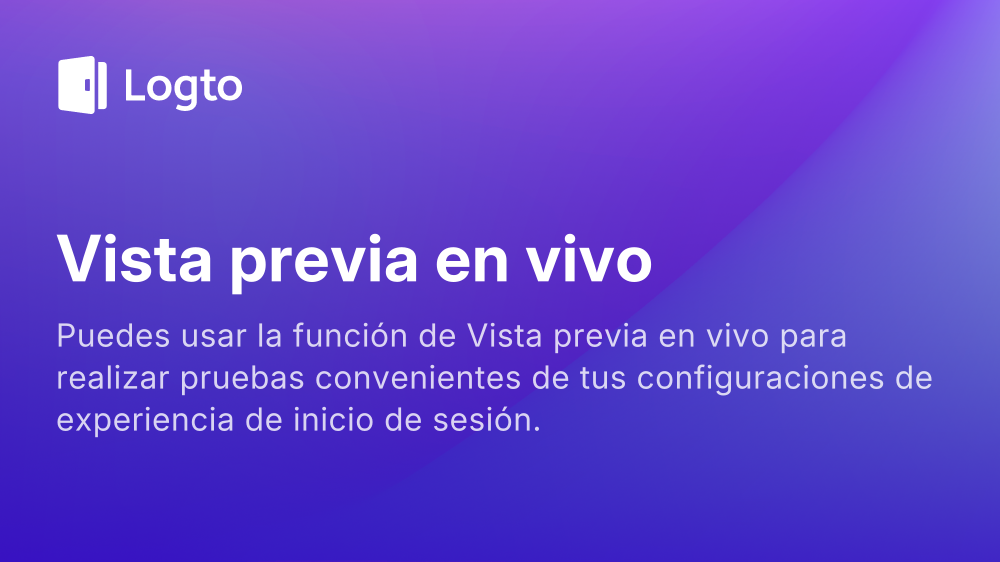 Logto
Vista previa en vivo
Puedes usar la función de Vista previa en vivo para
realizar pruebas convenientes de tus configuraciones de
experiencia de inicio de sesión.